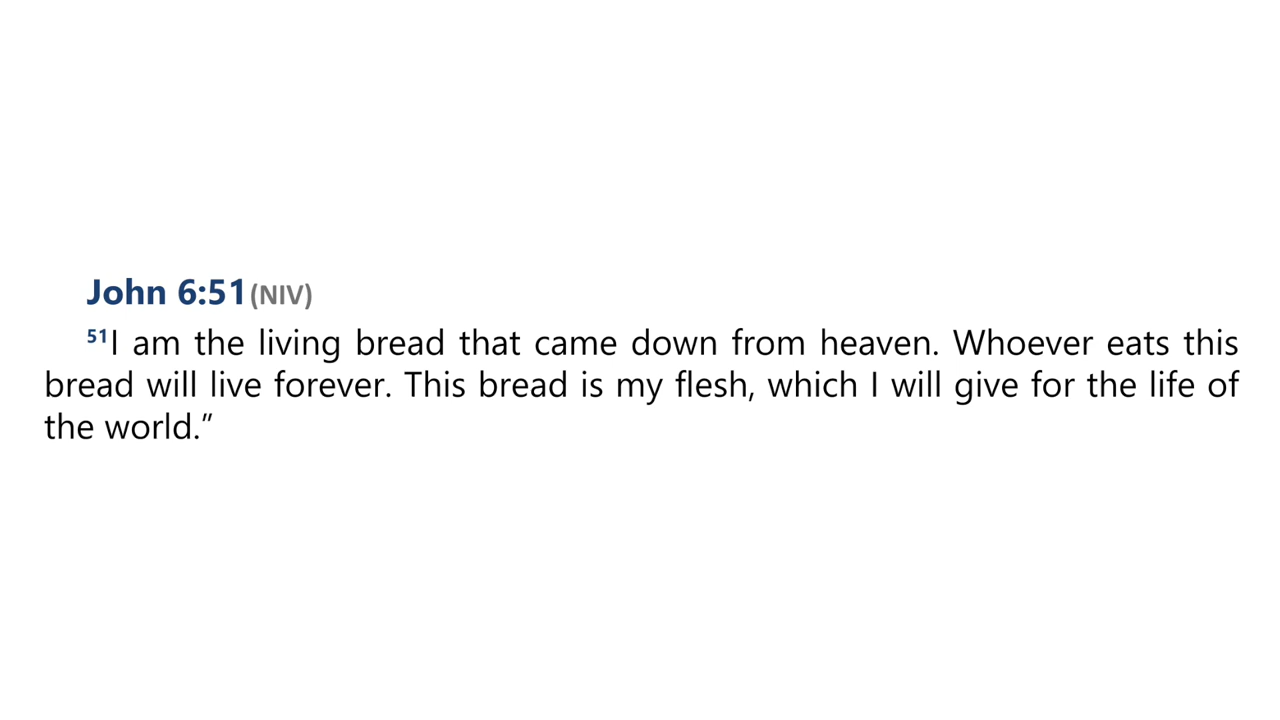 John 6:51(NIV)
51I am the living bread that came down from heaven. Whoever eats this
bread will live forever. This bread is my flesh, which I will give for the life of
the world.”